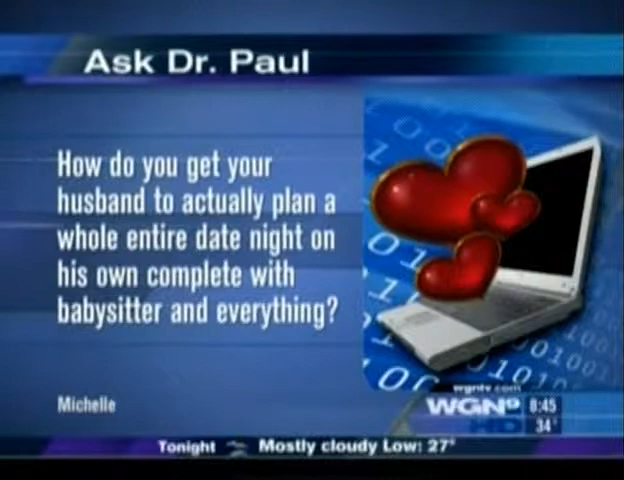 Ask Dr. Paul
How do you get your
husband to actually plan a
whole entire date night on
his own complete with
babysitter and everything?
Michelle
wgntv.com
WGN9
HD
8:45
34°
Tonight Mostly cloudy Low: 27°